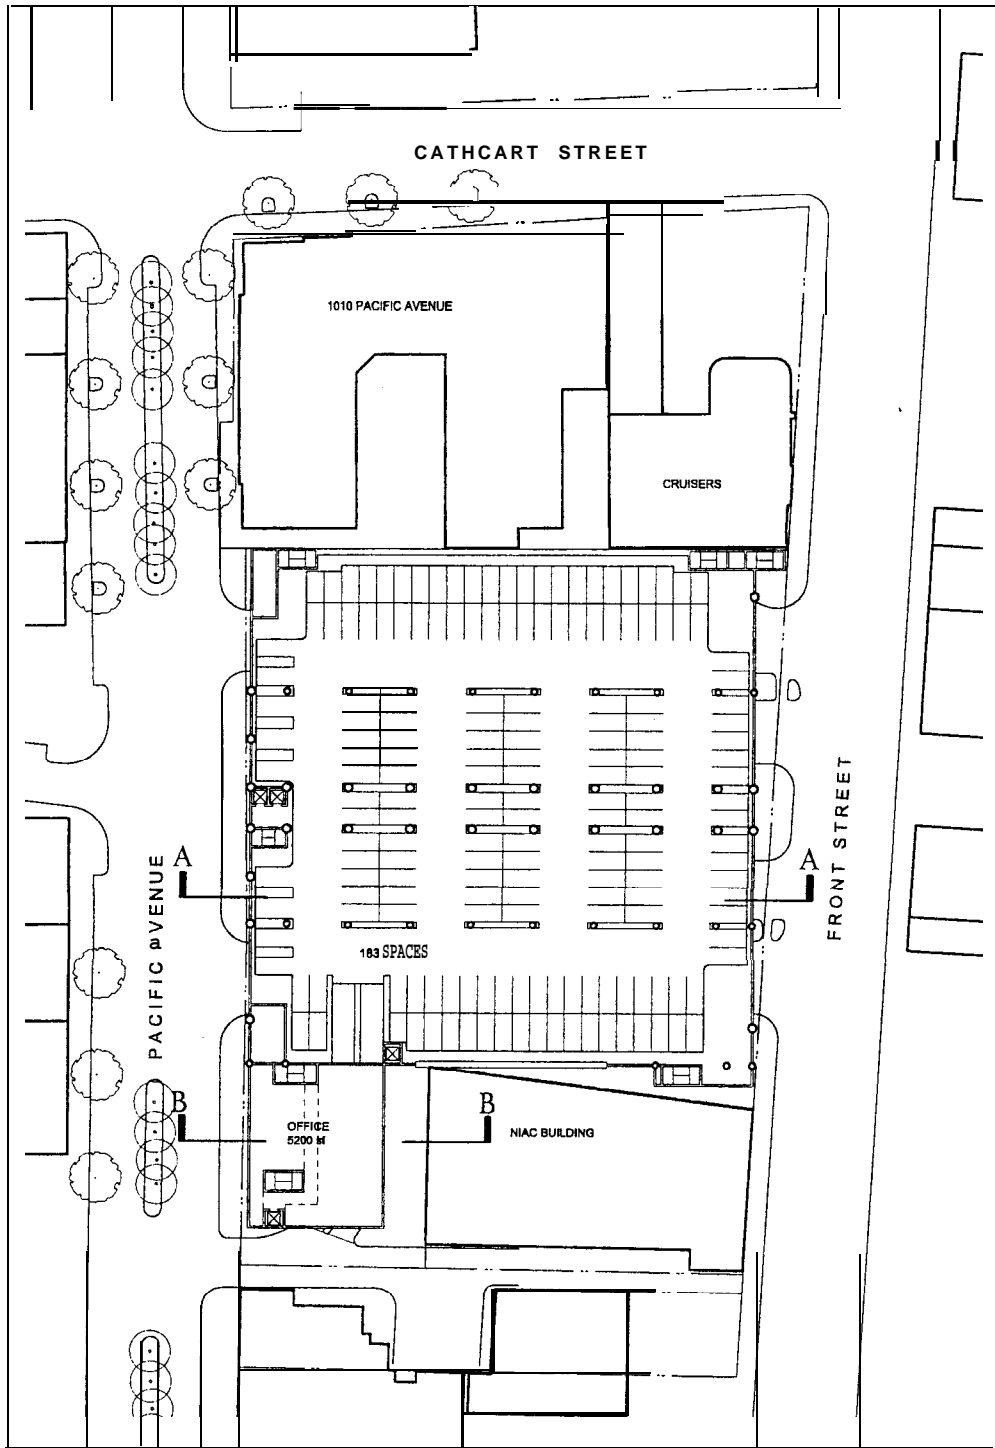 CATHCART STREET
1010 PACIFIC AVENUE
CRUISERS
FRONT STREET
A
A
PACIFIC aVENUE
183 SPACES
B
B
OFFICE
5200 sf
NIAC BUILDING